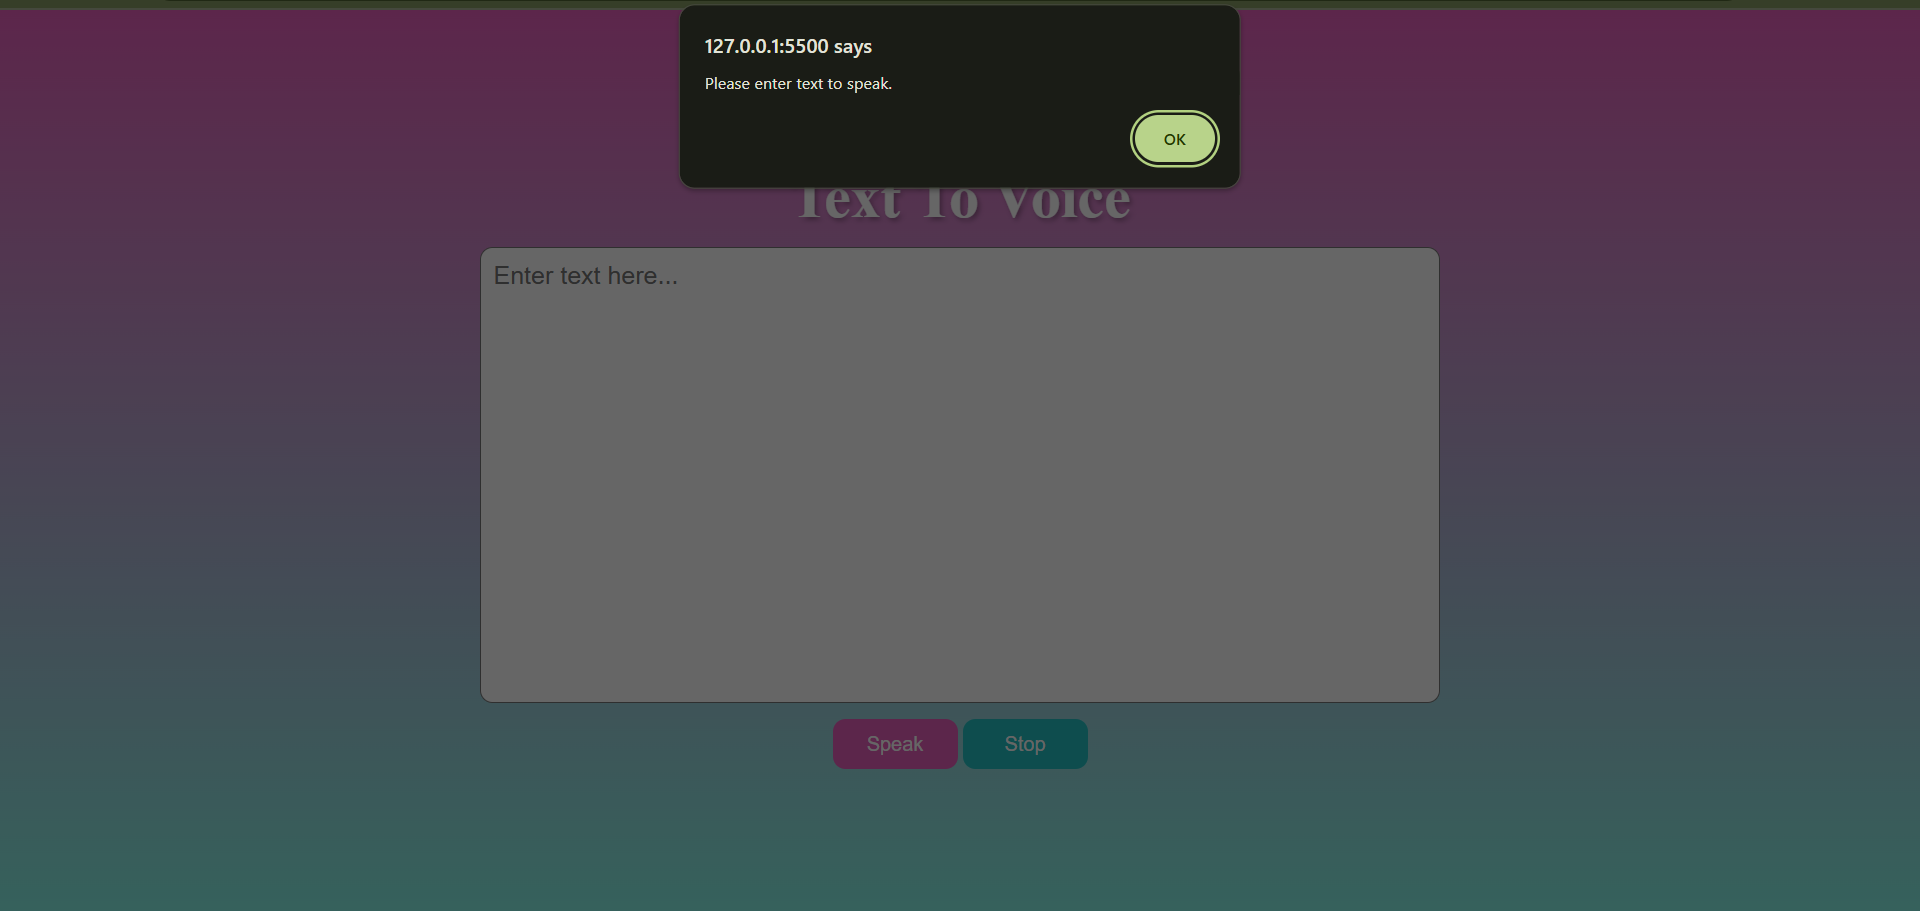 127.0.0.1:5500 says
Please enter text to speak.
OK
Text To Voice
Enter text here...
Speak
Stop